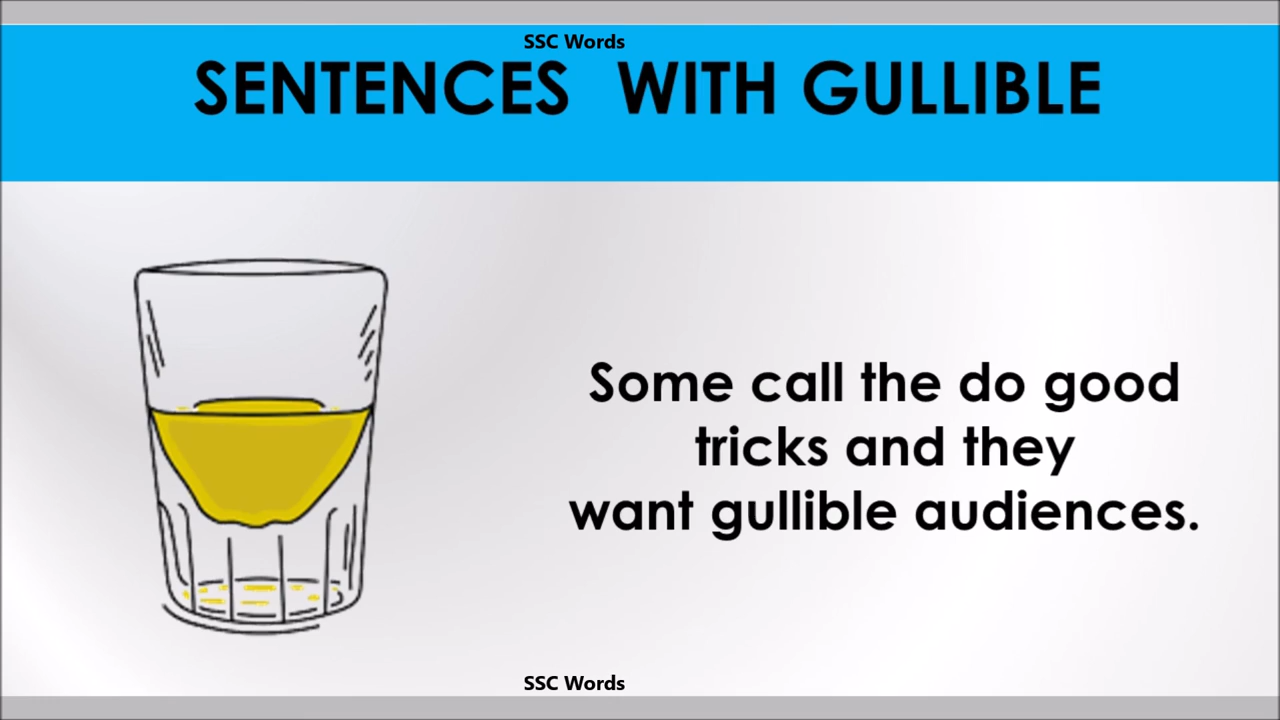 SSC Words
SENTENCES WITH GULLIBLE
Some call the do good
tricks and they
want gullible audiences.
SSC Words